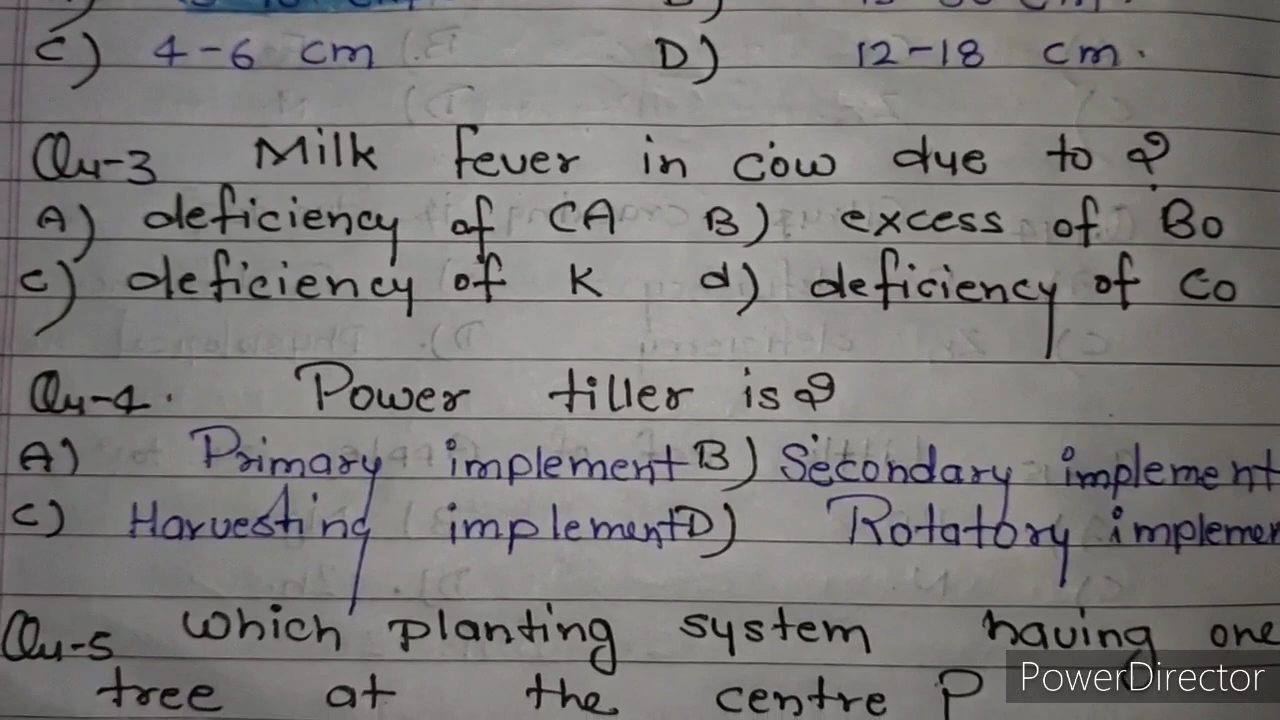 C) 4-6 cm D) 12-18 cm.
Qu-3 Milk fever in cow due to ?
A) deficiency of CA B) excess of Bo
c) deficiency of K d) deficiency of Co
Qu-4. Power tiller is ?
A) Primary implement B) Secondary implement
C) Harvesting implement D) Rotatory implemen
Qu-5 which planting system having one
tree at the centre ?
PowerDirector